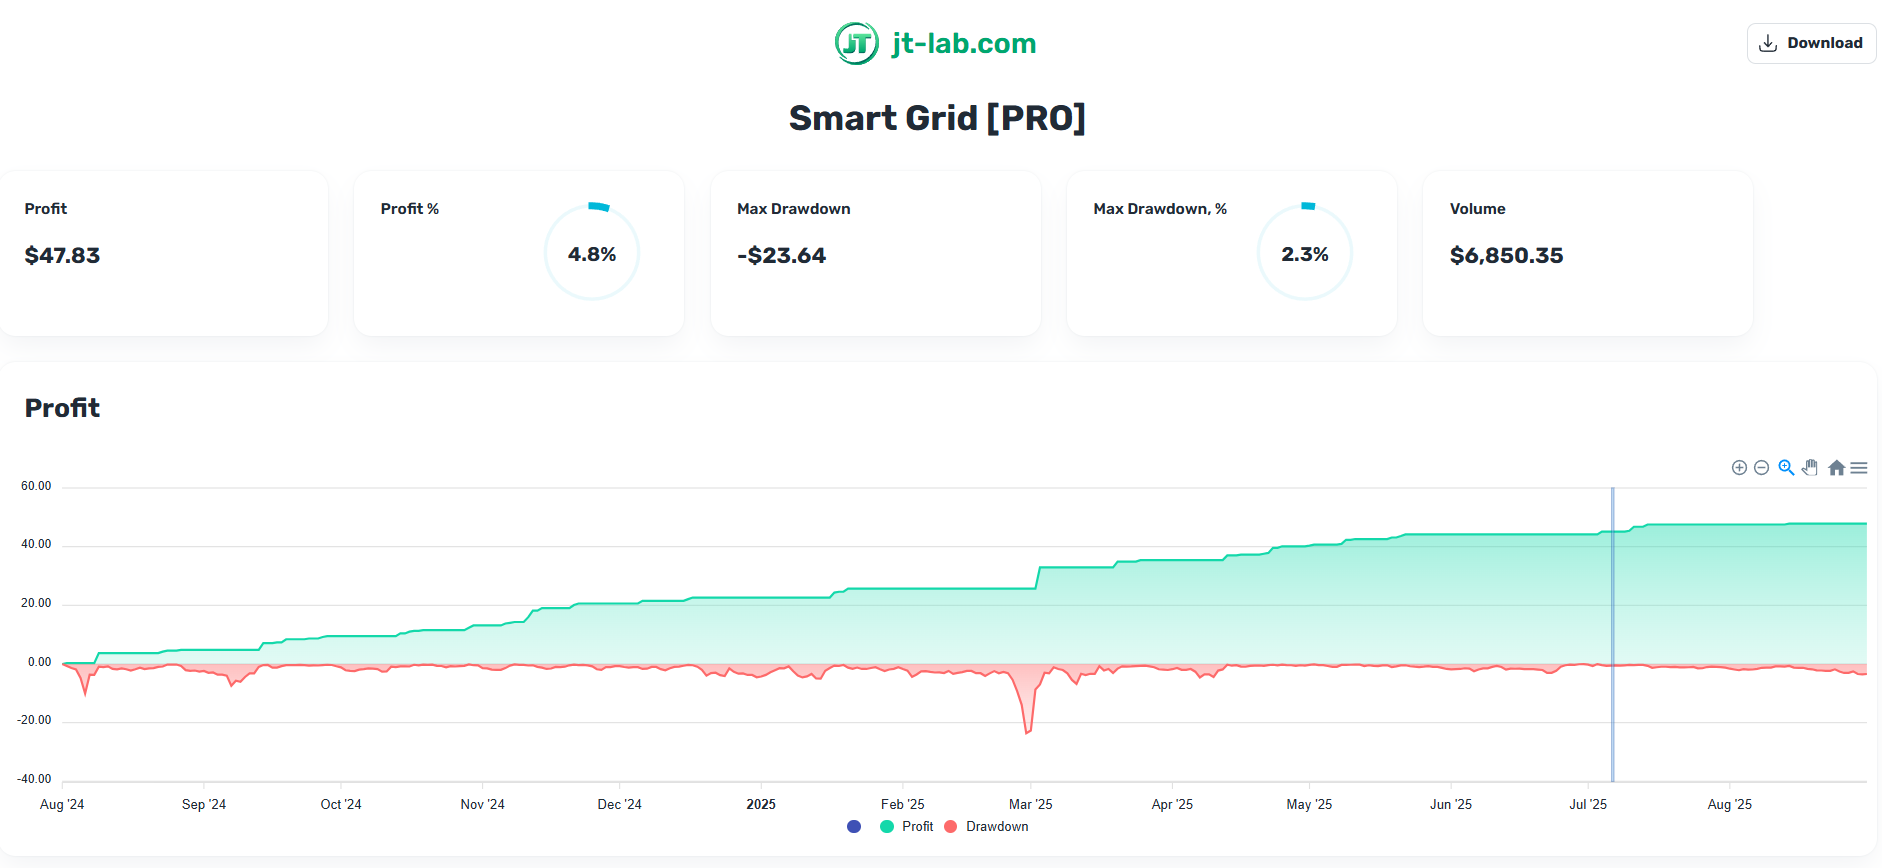 JT jt-lab.com
Download
Smart Grid [PRO]
Profit
$47.83
Profit %
4.8%
Max Drawdown
-$23.64
Max Drawdown, %
2.3%
Volume
$6,850.35
Profit
60.00
40.00
20.00
0.00
-20.00
-40.00
Aug '24 Sep '24 Oct '24 Nov '24 Dec '24 2025 Feb '25 Mar '25 Apr '25 May '25 Jun '25 Jul '25 Aug '25
Profit Drawdown